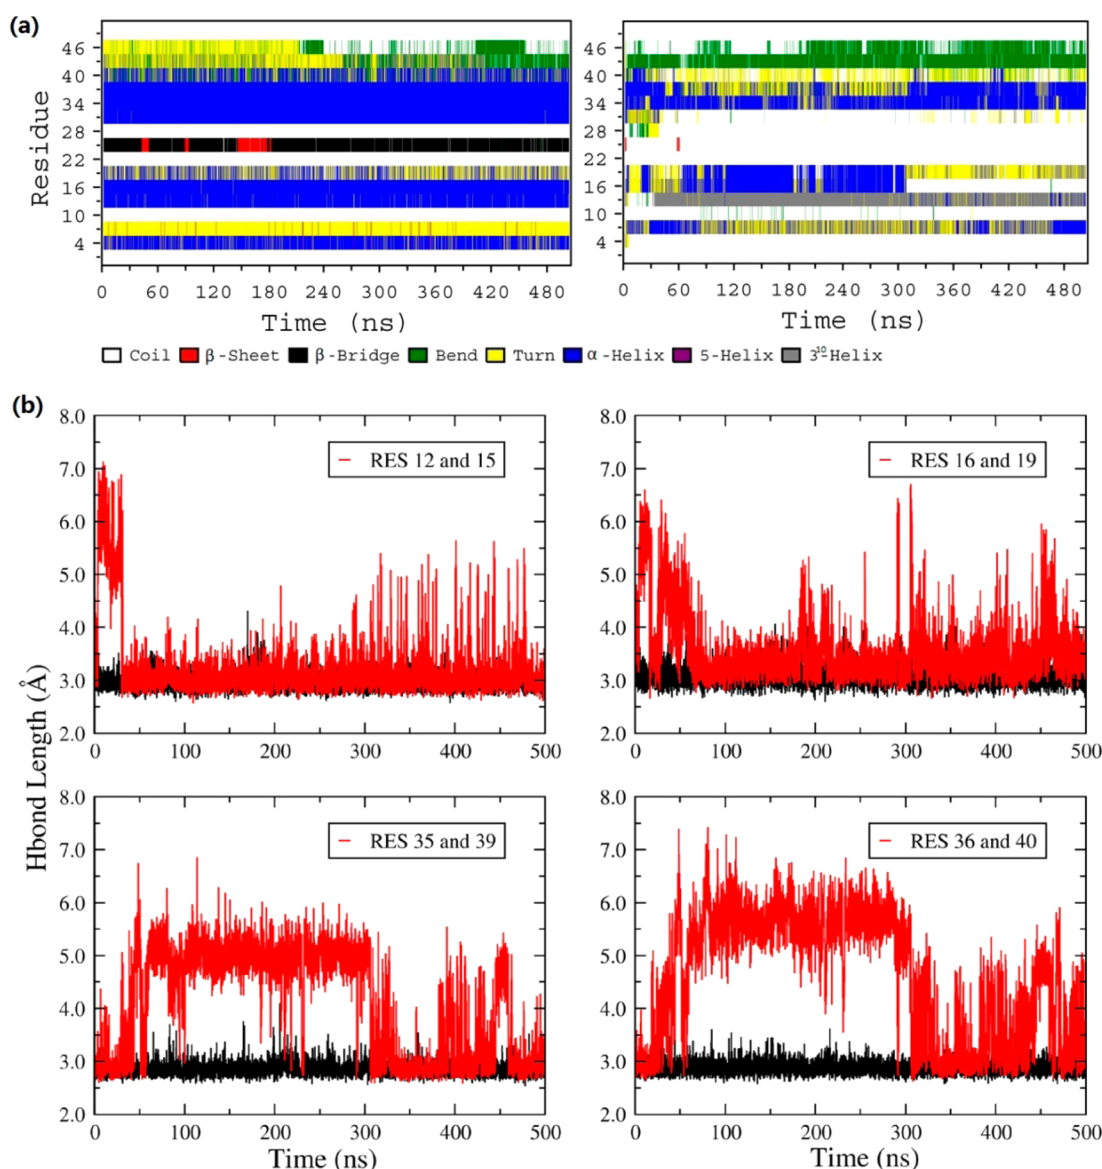 (a)
46
40
34
28
22
16
10
4
Residue
0 60 120 180 240 300 360 420 480
Time (ns)
46
40
34
28
22
16
10
4
0 60 120 180 240 300 360 420 480
Time (ns)
Coil β-Sheet β-Bridge Bend Turn α-Helix 5-Helix 3¹⁰Helix
(b)
Hbond Length (Å)
8.0
7.0
6.0
5.0
4.0
3.0
2.0
RES 12 and 15
0 100 200 300 400 500
8.0
7.0
6.0
5.0
4.0
3.0
2.0
RES 16 and 19
0 100 200 300 400 500
8.0
7.0
6.0
5.0
4.0
3.0
2.0
RES 35 and 39
0 100 200 300 400 500
Time (ns)
8.0
7.0
6.0
5.0
4.0
3.0
2.0
RES 36 and 40
0 100 200 300 400 500
Time (ns)